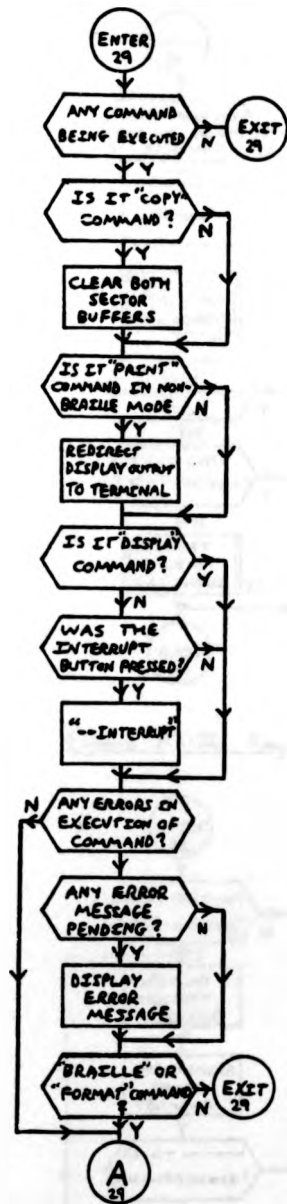 ENTER
29
ANY COMMAND
BEING EXECUTED
N
EXIT
29
Y
IS IT "COPY"
COMMAND?
N
Y
CLEAR BOTH
SECTOR
BUFFERS
IS IT "PRINT"
COMMAND IN NON-
BRAILLE MODE
N
Y
REDIRECT
DISPLAY OUTPUT
TO TERMINAL
IS IT "DISPLAY"
COMMAND?
Y
N
WAS THE
INTERRUPT
BUTTON PRESSED?
N
Y
"--INTERRUPT"
N
ANY ERRORS IN
EXECUTION OF
COMMAND?
Y
ANY ERROR
MESSAGE
PENDING?
N
Y
DISPLAY
ERROR
MESSAGE
"BRAILLE" OR
"FORMAT" COMMAND
?
N
EXIT
29
Y
A
29